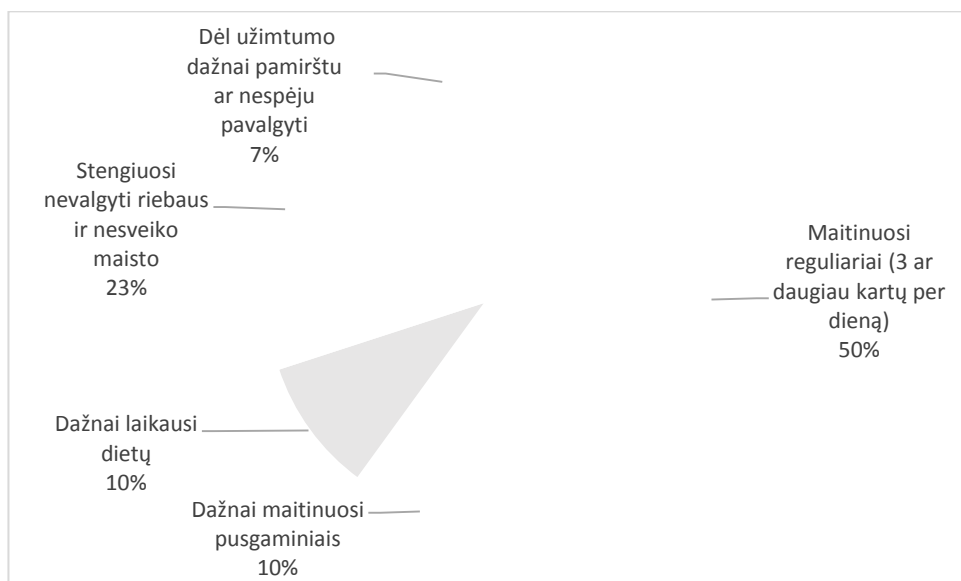 Dėl užimtumo
dažnai pamirštu
ar nespėju
pavalgyti
7%
Stengiuosi
nevalgyti riebaus
ir nesveiko
maisto
23%
Maitinuosi
reguliariai (3 ar
daugiau kartų per
dieną)
50%
Dažnai laikausi
dietų
10%
Dažnai maitinuosi
pusgaminiais
10%